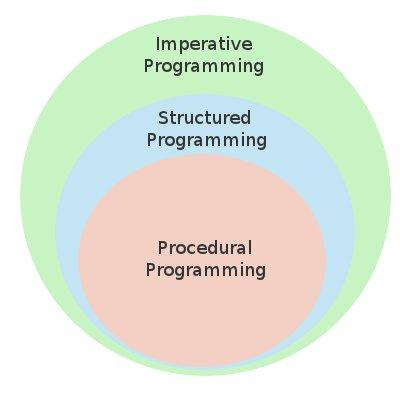 Imperative
Programming
Structured
Programming
Procedural
Programming